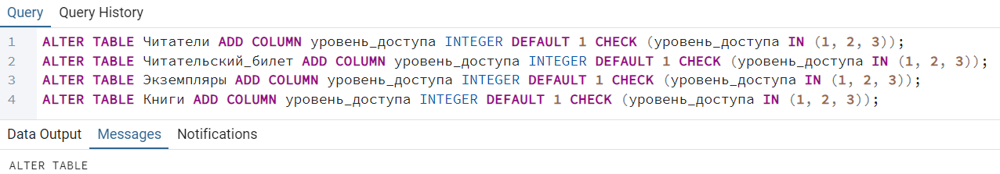 Query Query History
1 ALTER TABLE Читатели ADD COLUMN уровень_доступа INTEGER DEFAULT 1 CHECK (уровень_доступа IN (1, 2, 3));
2 ALTER TABLE Читательский_билет ADD COLUMN уровень_доступа INTEGER DEFAULT 1 CHECK (уровень_доступа IN (1, 2, 3));
3 ALTER TABLE Экземпляры ADD COLUMN уровень_доступа INTEGER DEFAULT 1 CHECK (уровень_доступа IN (1, 2, 3));
4 ALTER TABLE Книги ADD COLUMN уровень_доступа INTEGER DEFAULT 1 CHECK (уровень_доступа IN (1, 2, 3));
Data Output Messages Notifications
ALTER TABLE